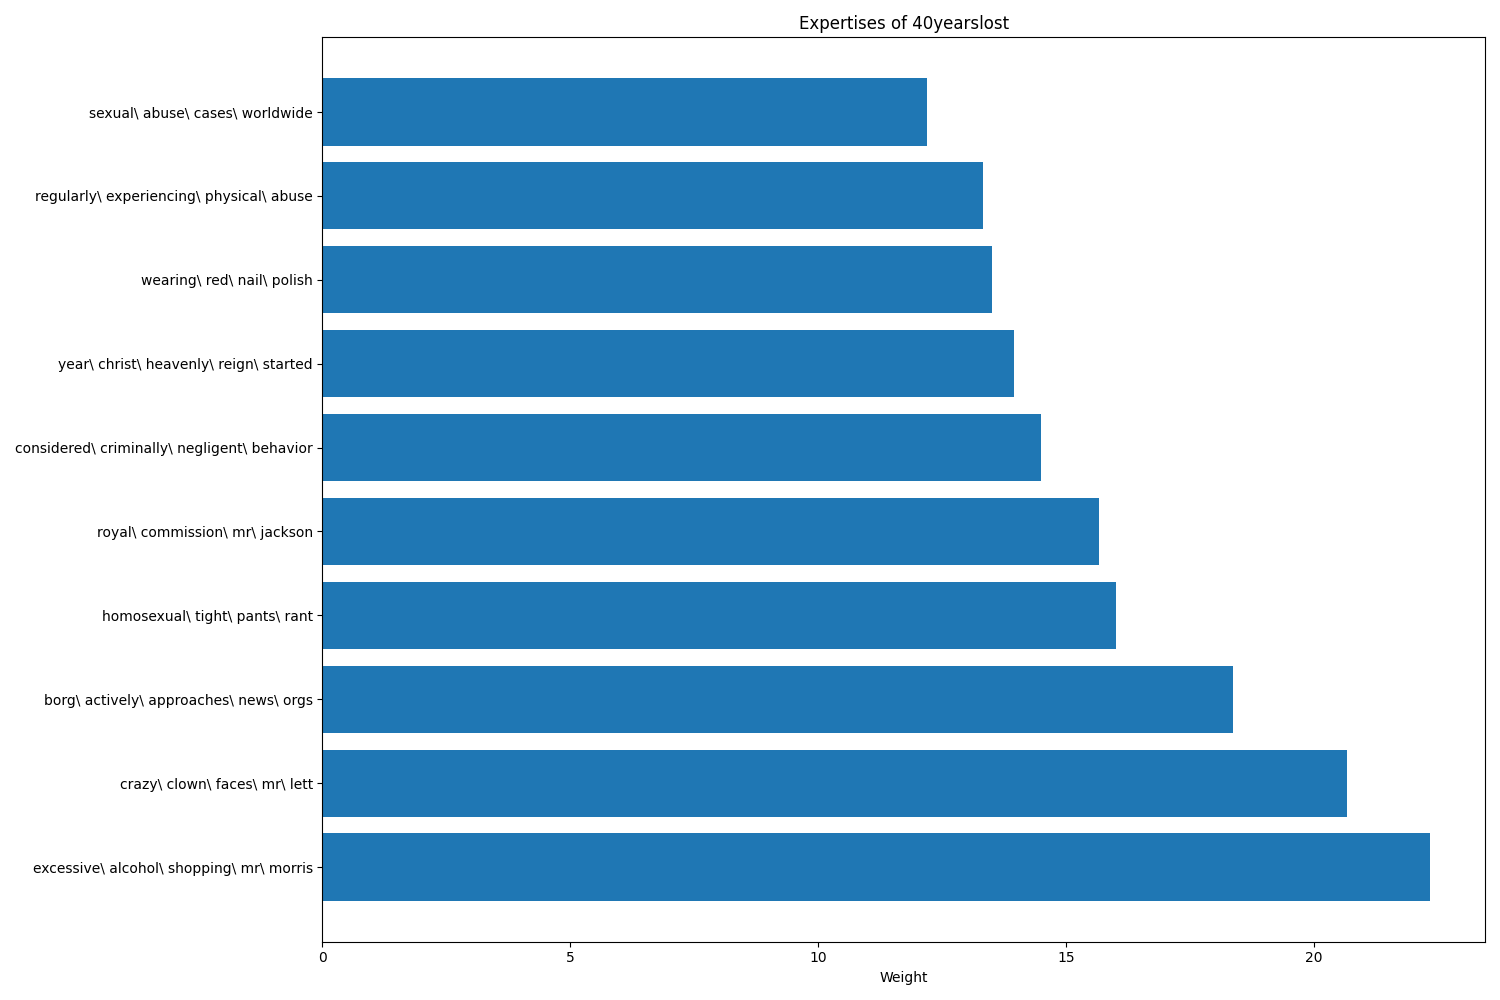 Expertises of 40yearslost
sexual\ abuse\ cases\ worldwide
regularly\ experiencing\ physical\ abuse
wearing\ red\ nail\ polish
year\ christ\ heavenly\ reign\ started
considered\ criminally\ negligent\ behavior
royal\ commission\ mr\ jackson
homosexual\ tight\ pants\ rant
borg\ actively\ approaches\ news\ orgs
crazy\ clown\ faces\ mr\ lett
excessive\ alcohol\ shopping\ mr\ morris
0 5 10 15 20
Weight